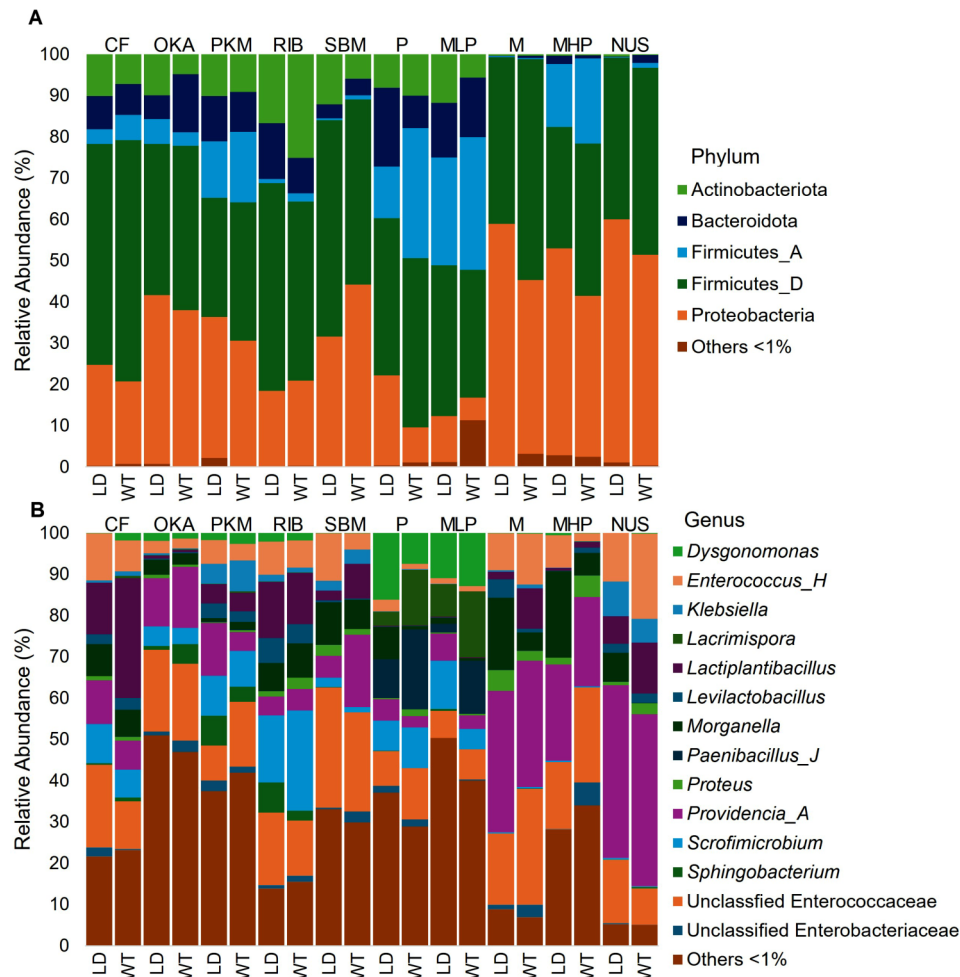 A
CF OKA PKM RIB SBM P MLP M MHP NUS
100
90
80
70
60
50
40
30
20
10
0
Relative Abundance (%)
LD WT LD WT LD WT LD WT LD WT LD WT LD WT LD WT LD WT LD WT
Phylum
Actinobacteriota
Bacteroidota
Firmicutes_A
Firmicutes_D
Proteobacteria
Others <1%
B
CF OKA PKM RIB SBM P MLP M MHP NUS
100
90
80
70
60
50
40
30
20
10
0
Relative Abundance (%)
LD WT LD WT LD WT LD WT LD WT LD WT LD WT LD WT LD WT LD WT
Genus
Dysgonomonas
Enterococcus_H
Klebsiella
Lacrimispora
Lactiplantibacillus
Levilactobacillus
Morganella
Paenibacillus_J
Proteus
Providencia_A
Scrofimicrobium
Sphingobacterium
Unclassfied Enterococcaceae
Unclassified Enterobacteriaceae
Others <1%